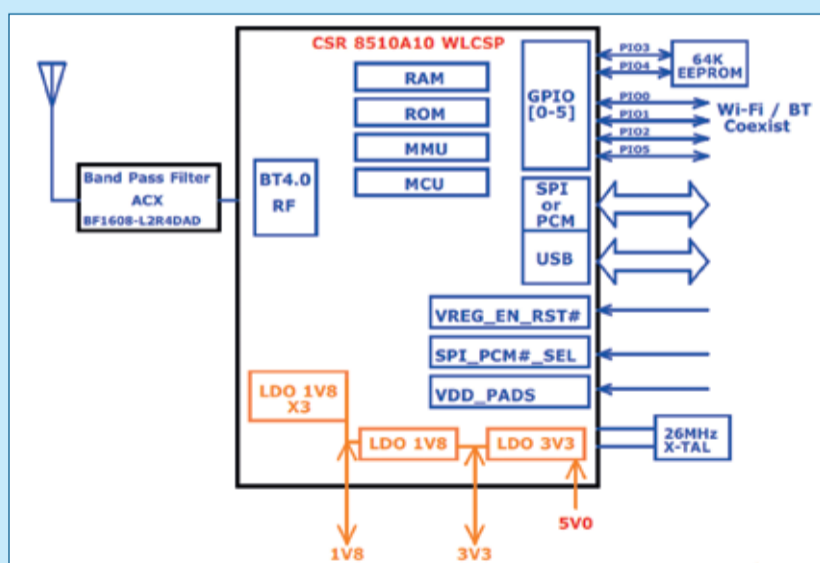 CSR 8510A10 WLCSP
RAM
ROM
MMU
MCU
Band Pass Filter
ACX
BF1608-L2R4DAD
BT4.0
RF
GPIO
[0-5]
PIO3
PIO4
64K
EEPROM
PIO0
PIO1
PIO2
PIO5
Wi-Fi / BT
Coexist
SPI
or
PCM
USB
VREG_EN_RST#
SPI_PCM#_SEL
VDD_PADS
LDO 1V8
X3
LDO 1V8
LDO 3V3
26MHz
X-TAL
5V0
1V8
3V3